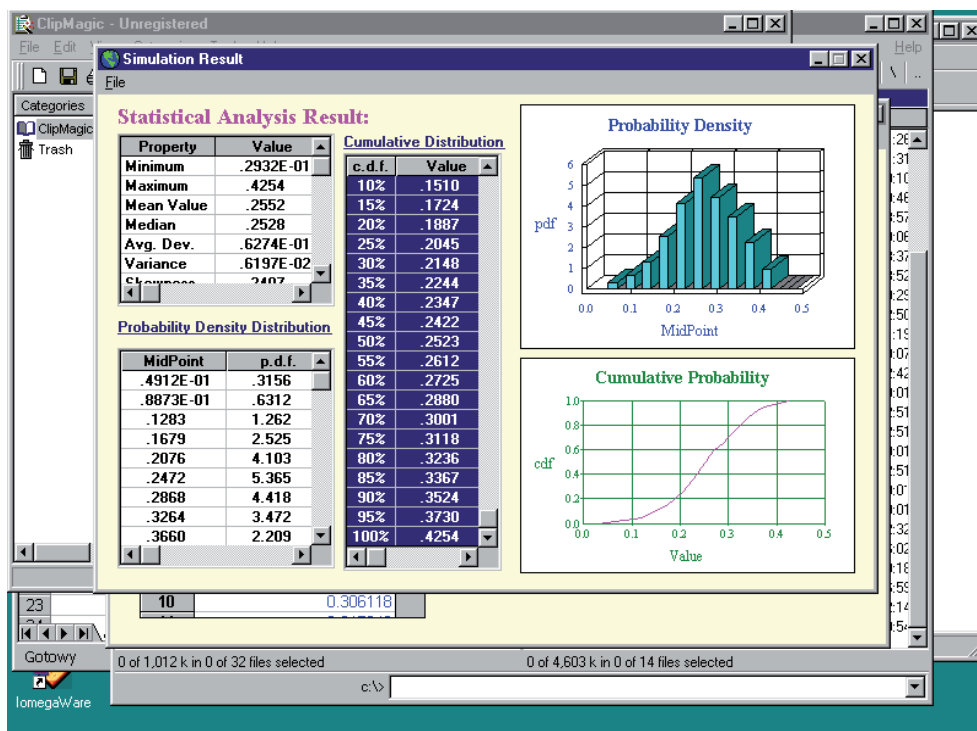 ClipMagic - Unregistered
File Edit
Help
Categories
ClipMagic
Trash
Simulation Result
File
Statistical Analysis Result:
Property Value
Minimum .2932E-01
Maximum .4254
Mean Value .2552
Median .2528
Avg. Dev. .6274E-01
Variance .6197E-02
Probability Density Distribution
MidPoint p.d.f.
.4912E-01 .3156
.8873E-01 .6312
.1283 1.262
.1679 2.525
.2076 4.103
.2472 5.365
.2868 4.418
.3264 3.472
.3660 2.209
Cumulative Distribution
c.d.f. Value
10% .1510
15% .1724
20% .1887
25% .2045
30% .2148
35% .2244
40% .2347
45% .2422
50% .2523
55% .2612
60% .2725
65% .2880
70% .3001
75% .3118
80% .3236
85% .3367
90% .3524
95% .3730
100% .4254
Probability Density
6
5
4
pdf
3
2
1
0
0.0 0.1 0.2 0.3 0.4 0.5
MidPoint
Cumulative Probability
1.0
0.8
0.6
cdf
0.4
0.2
0.0
0.0 0.1 0.2 0.3 0.4 0.5
Value
10 0.306118
23
Gotowy
0 of 1,012 k in 0 of 32 files selected
0 of 4,603 k in 0 of 14 files selected
c:\>
IomegaWare